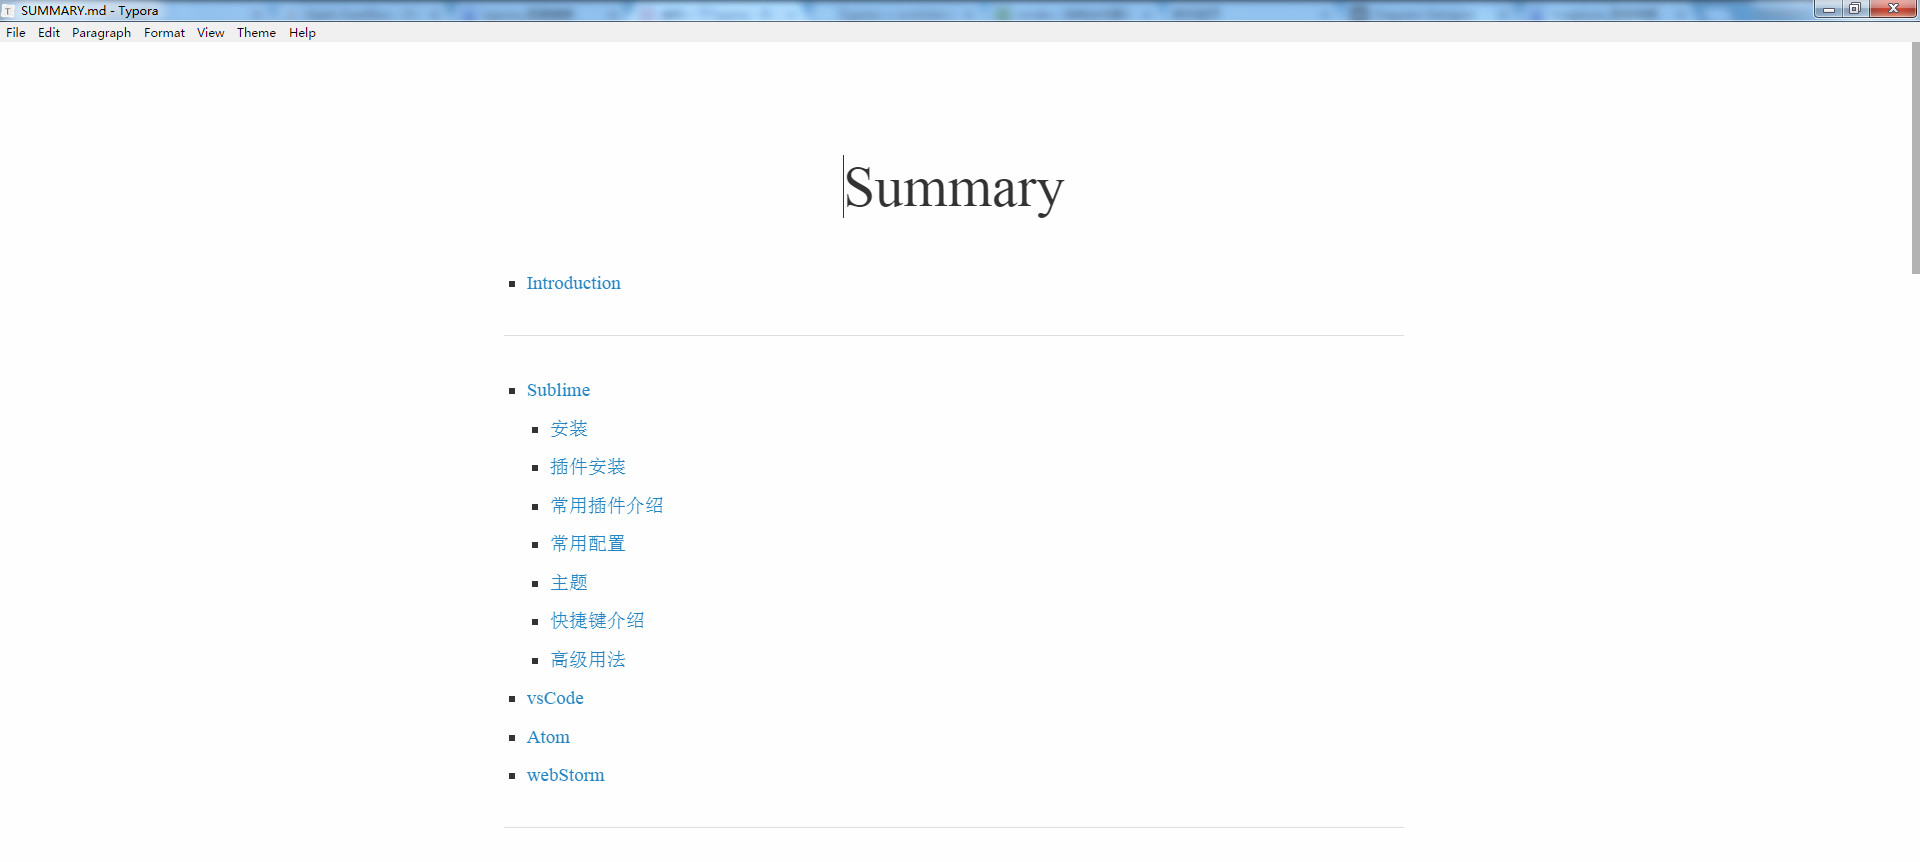 SUMMARY.md - Typora
File Edit Paragraph Format View Theme Help
Summary
Introduction
Sublime
安装
插件安装
常用插件介绍
常用配置
主题
快捷键介绍
高级用法
vsCode
Atom
webStorm